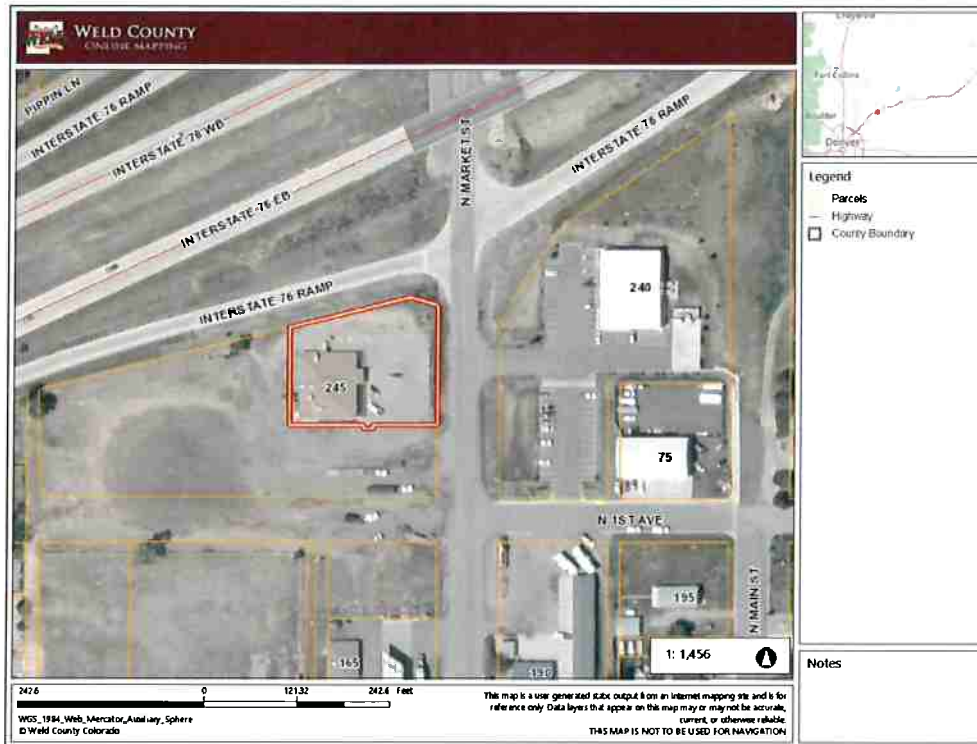 WELD COUNTY
ONLINE MAPPING
PIPPIN LN
INTERSTATE 76 RAMP
INTERSTATE 76 WB
INTERSTATE 76 EB
INTERSTATE 76 RAMP
N MARKET ST
INTERSTATE 76 RAMP
240
245
75
N 1ST AVE
195
N MAIN ST
165
190
1: 1,456
Fort Collins
Boulder
Denver
Legend
Parcels
Highway
County Boundary
Notes
242.6 0 121.32 242.6 Feet
WGS_1984_Web_Mercator_Auxiliary_Sphere
© Weld County Colorado
This map is a user generated static output from an Internet mapping site and is for
reference only. Data layers that appear on this map may or may not be accurate,
current, or otherwise reliable.
THIS MAP IS NOT TO BE USED FOR NAVIGATION